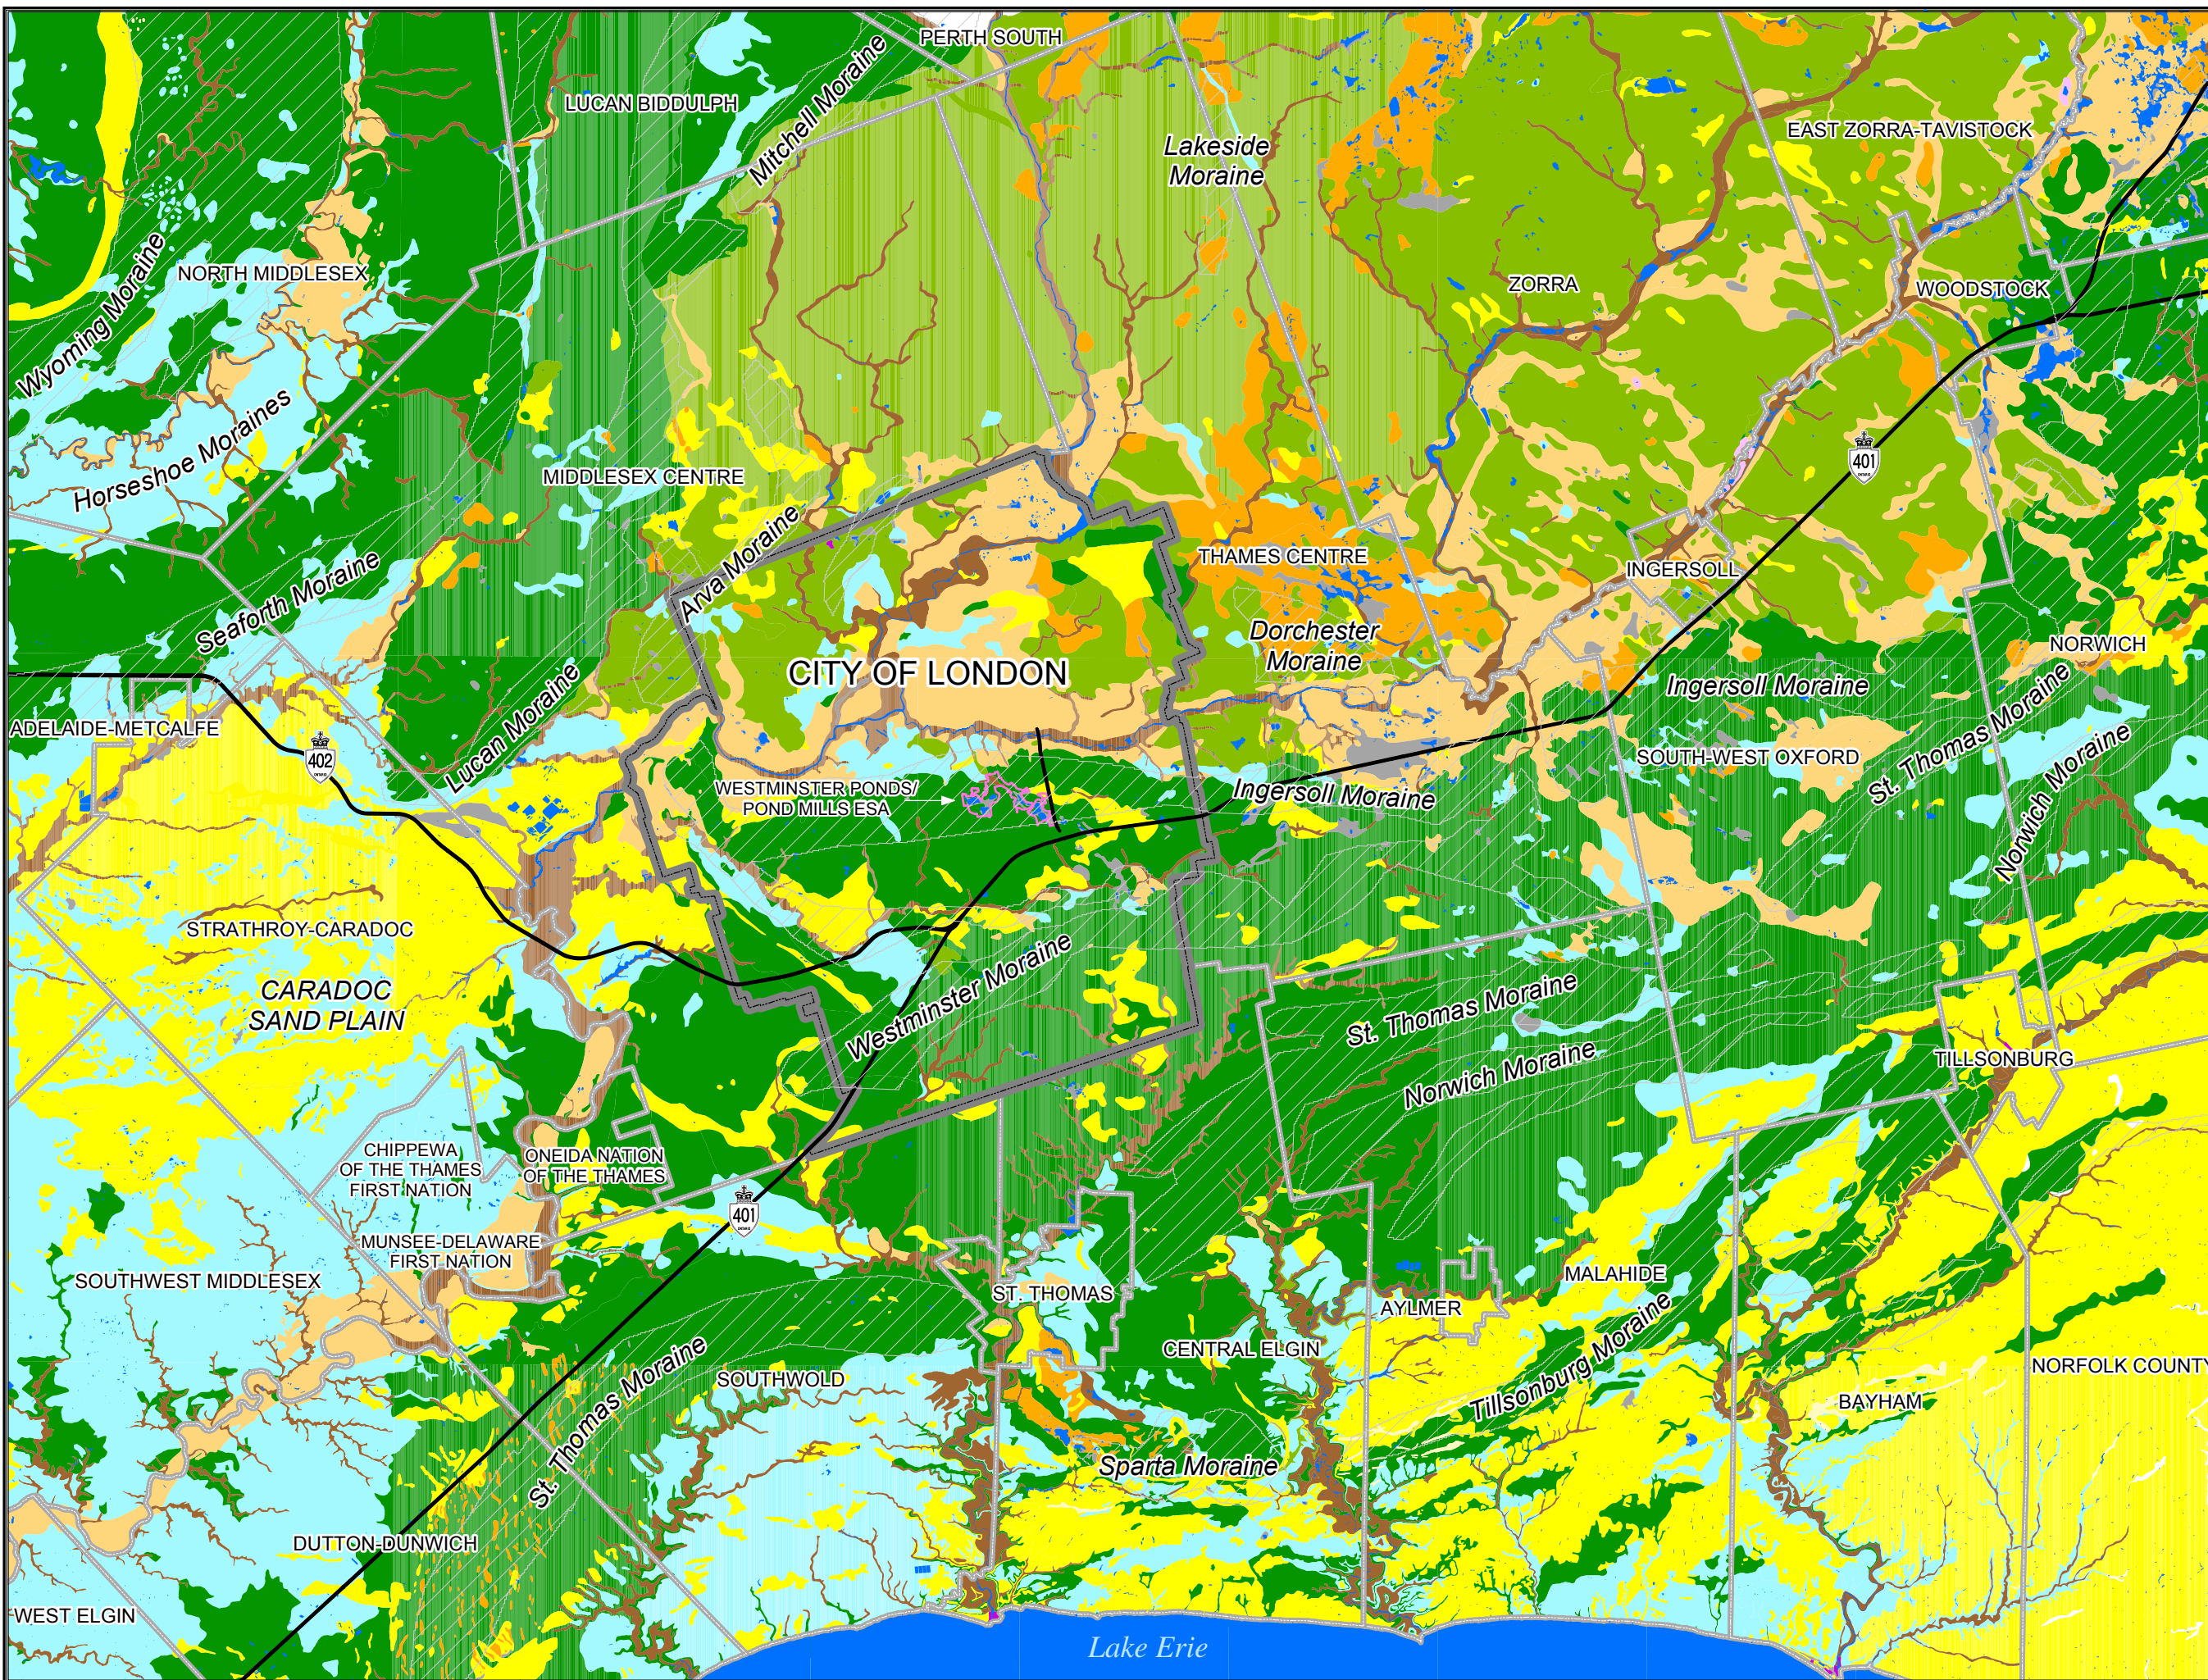 PERTH SOUTH
LUCAN BIDDULPH
Mitchell Moraine
Lakeside
Moraine
EAST ZORRA-TAVISTOCK
Wyoming Moraine
NORTH MIDDLESEX
ZORRA
WOODSTOCK
Horseshoe Moraines
MIDDLESEX CENTRE
401
Arva Moraine
THAMES CENTRE
INGERSOLL
Seaforth Moraine
Dorchester
Moraine
NORWICH
CITY OF LONDON
Ingersoll Moraine
ADELAIDE-METCALFE
402
Lucan Moraine
St. Thomas Moraine
SOUTH-WEST OXFORD
Norwich Moraine
WESTMINSTER PONDS/
POND MILLS ESA
Ingersoll Moraine
STRATHROY-CARADOC
CARADOC
SAND PLAIN
Westminster Moraine
St. Thomas Moraine
Norwich Moraine
TILLSONBURG
CHIPPEWA
OF THE THAMES
FIRST NATION
ONEIDA NATION
OF THE THAMES
401
MUNSEE-DELAWARE
FIRST NATION
SOUTHWEST MIDDLESEX
ST. THOMAS
MALAHIDE
AYLMER
CENTRAL ELGIN
Tillsonburg Moraine
NORFOLK COUNTY
St. Thomas Moraine
SOUTHWOLD
BAYHAM
Sparta Moraine
DUTTON-DUNWICH
WEST ELGIN
Lake Erie